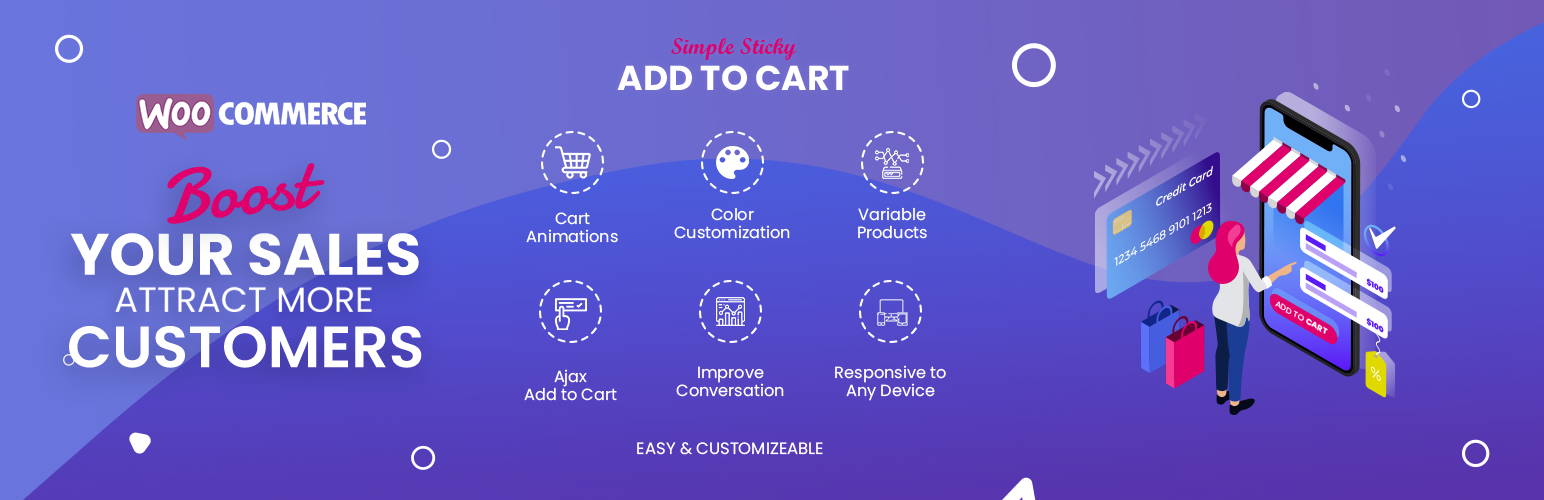 WOO COMMERCE
Boost
YOUR SALES
ATTRACT MORE
CUSTOMERS
Simple Sticky
ADD TO CART
Cart
Animations
Color
Customization
Variable
Products
Ajax
Add to Cart
Improve
Conversation
Responsive to
Any Device
EASY & CUSTOMIZEABLE
Credit Card
1234 5468 9101 1213
$100
$100
ADD TO CART
%